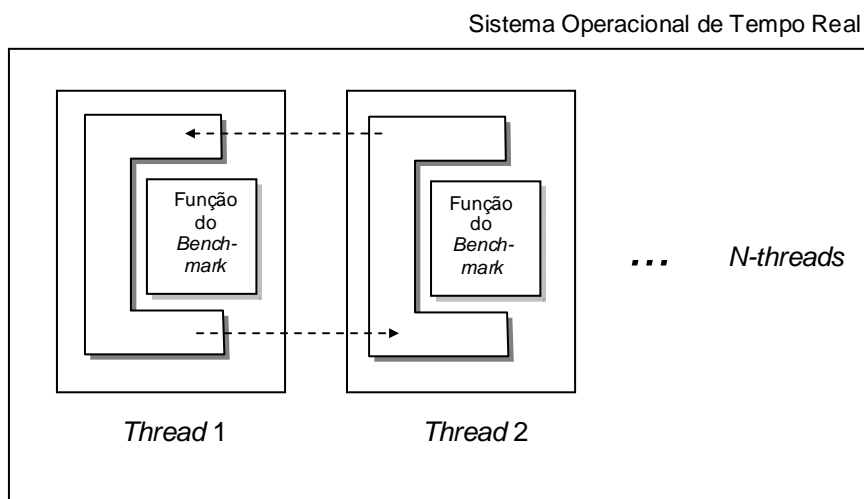 Sistema Operacional de Tempo Real
Função
do
Bench-
mark
Função
do
Bench-
mark
... N-threads
Thread 1
Thread 2